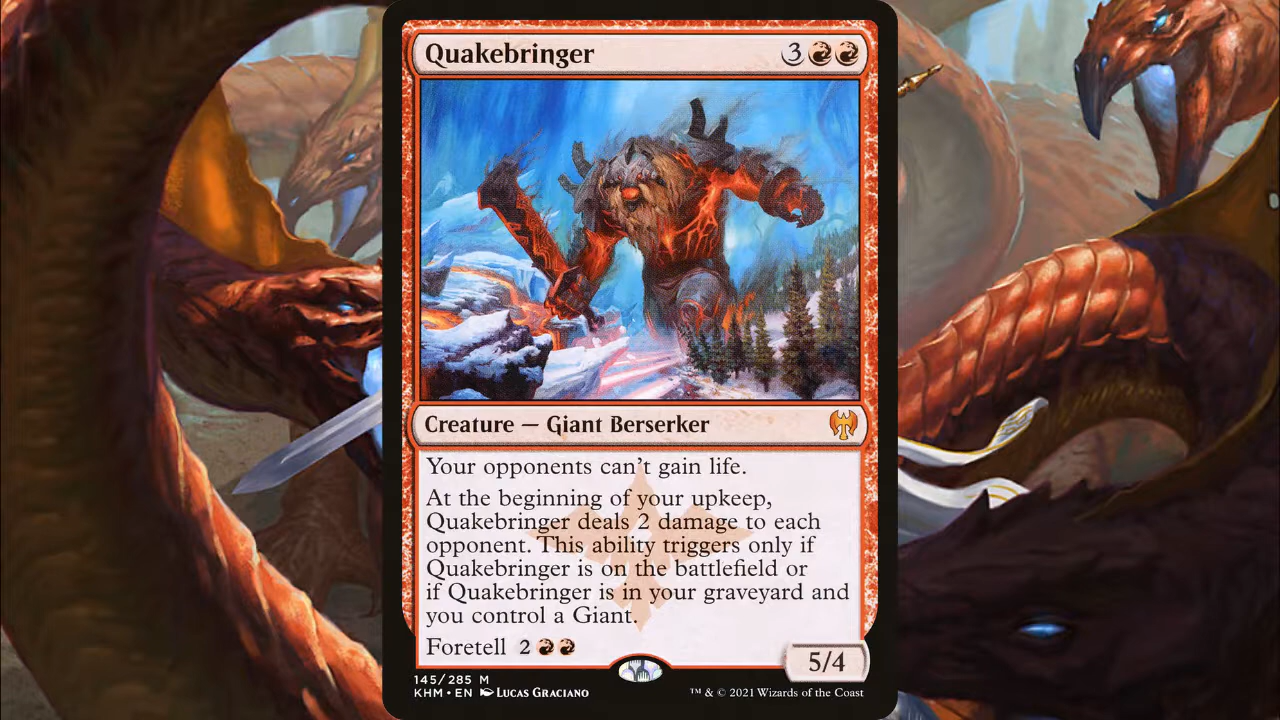 Quakebringer 3
Creature — Giant Berserker
Your opponents can't gain life.
At the beginning of your upkeep,
Quakebringer deals 2 damage to each
opponent. This ability triggers only if
Quakebringer is on the battlefield or
if Quakebringer is in your graveyard and
you control a Giant.
Foretell 2
5/4
145/285 M
KHM • EN Lucas Graciano
™ & © 2021 Wizards of the Coast